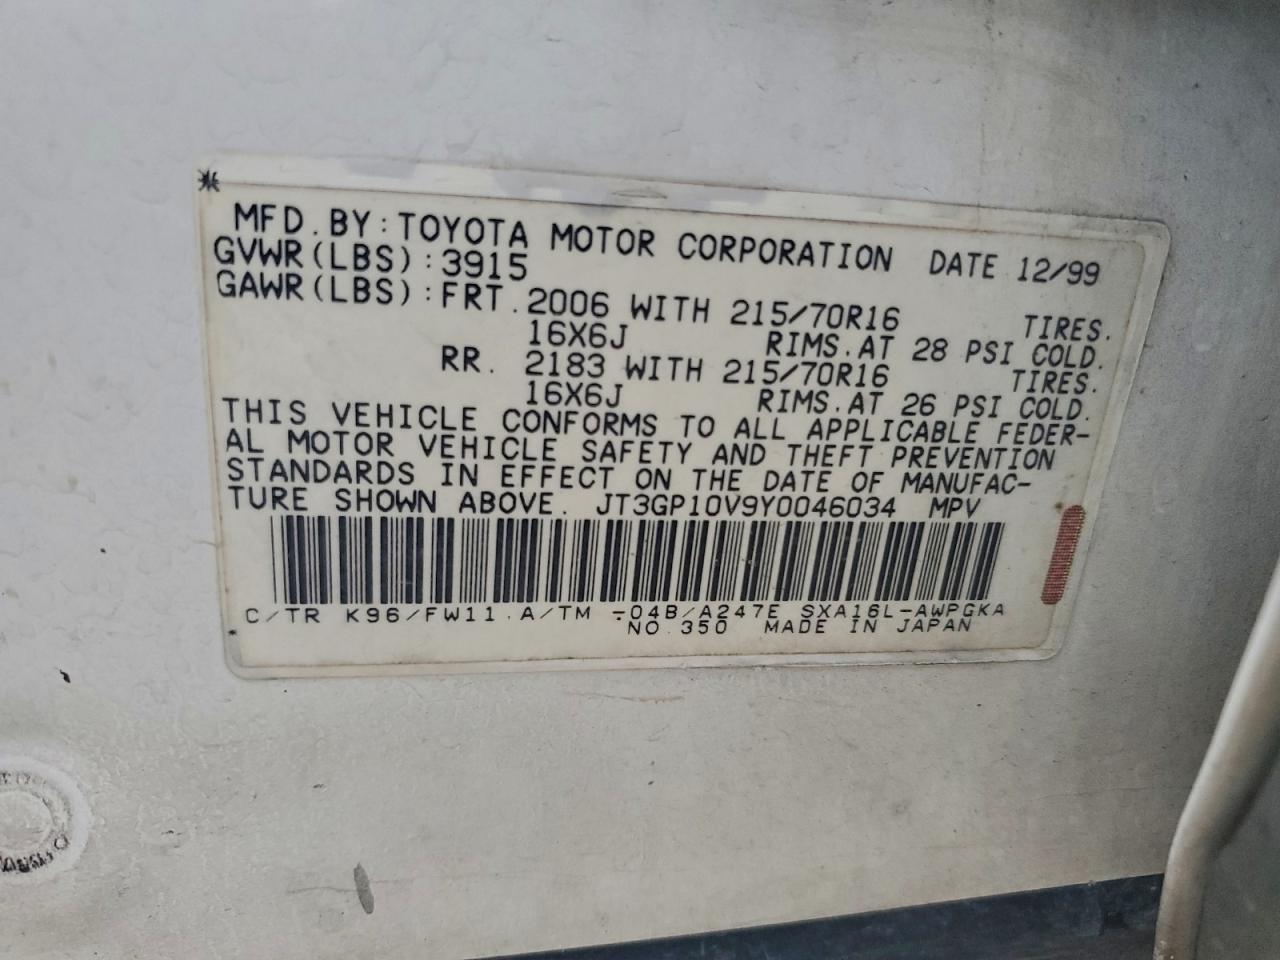 MFD. BY: TOYOTA MOTOR CORPORATION DATE 12/99
GVWR(LBS): 3915
GAWR(LBS): FRT. 2006 WITH 215/70R16 TIRES.
16X6J RIMS. AT 28 PSI COLD.
RR. 2183 WITH 215/70R16 TIRES.
16X6J RIMS. AT 26 PSI COLD.
THIS VEHICLE CONFORMS TO ALL APPLICABLE FEDER-
AL MOTOR VEHICLE SAFETY AND THEFT PREVENTION
STANDARDS IN EFFECT ON THE DATE OF MANUFAC-
TURE SHOWN ABOVE. JT3GP10V9Y0046034 MPV
C/TR K96/FW11. A/TM -04B/A247E SXA16L-AWPGKA
NO. 350 MADE IN JAPAN